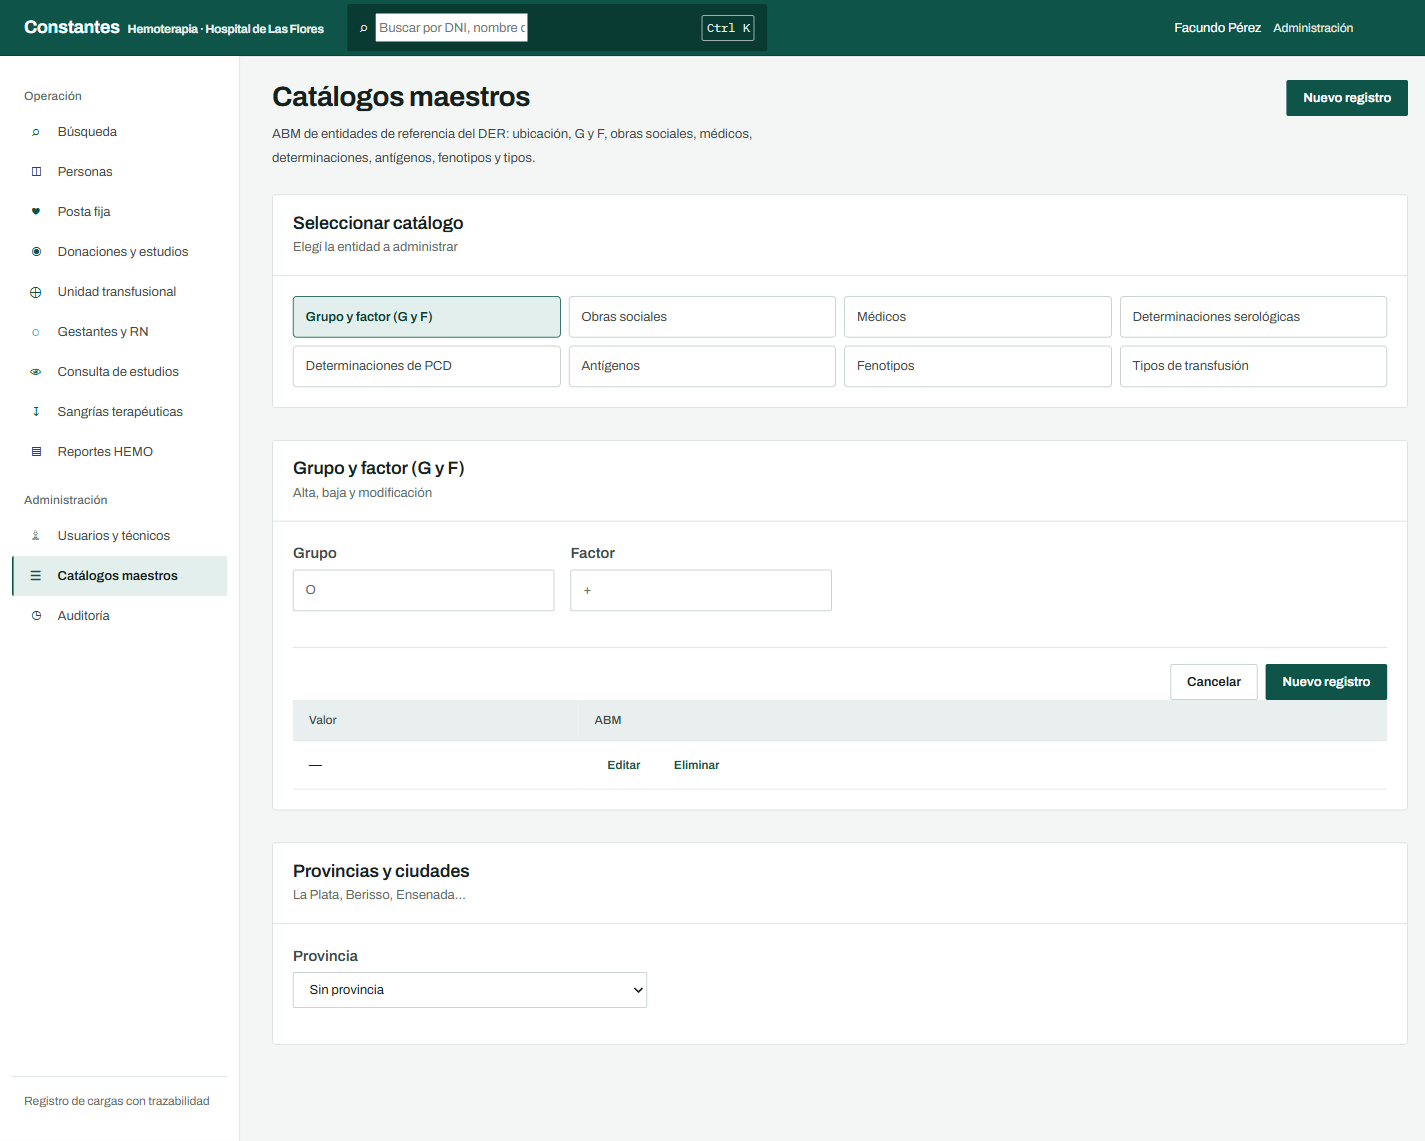 Constantes Hemoterapia · Hospital de Las Flores
Buscar por DNI, nombre
Ctrl K
Facundo Pérez Administración
Operación
Búsqueda
Personas
Posta fija
Donaciones y estudios
Unidad transfusional
Gestantes y RN
Consulta de estudios
Sangrías terapéuticas
Reportes HEMO
Administración
Usuarios y técnicos
Catálogos maestros
Auditoría
Registro de cargas con trazabilidad
Catálogos maestros
Nuevo registro
ABM de entidades de referencia del DER: ubicación, G y F, obras sociales, médicos,
determinaciones, antígenos, fenotipos y tipos.
Seleccionar catálogo
Elegí la entidad a administrar
Grupo y factor (G y F)
Obras sociales
Médicos
Determinaciones serológicas
Determinaciones de PCD
Antígenos
Fenotipos
Tipos de transfusión
Grupo y factor (G y F)
Alta, baja y modificación
Grupo
Factor
O
+
Cancelar
Nuevo registro
Valor
ABM
—
Editar
Eliminar
Provincias y ciudades
La Plata, Berisso, Ensenada...
Provincia
Sin provincia